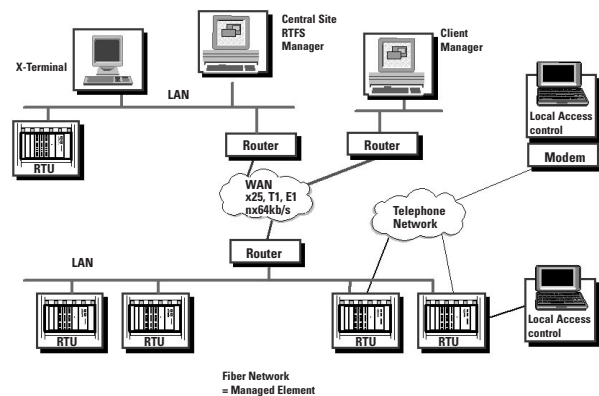 Central Site
RTFS
Manager
Client
Manager
X-Terminal
LAN
RTU
Router
Router
Local Access
control
Modem
WAN
x25, T1, E1
nx64kb/s
Telephone
Network
Router
LAN
RTU
RTU
RTU
RTU
Local Access
control
Fiber Network
= Managed Element